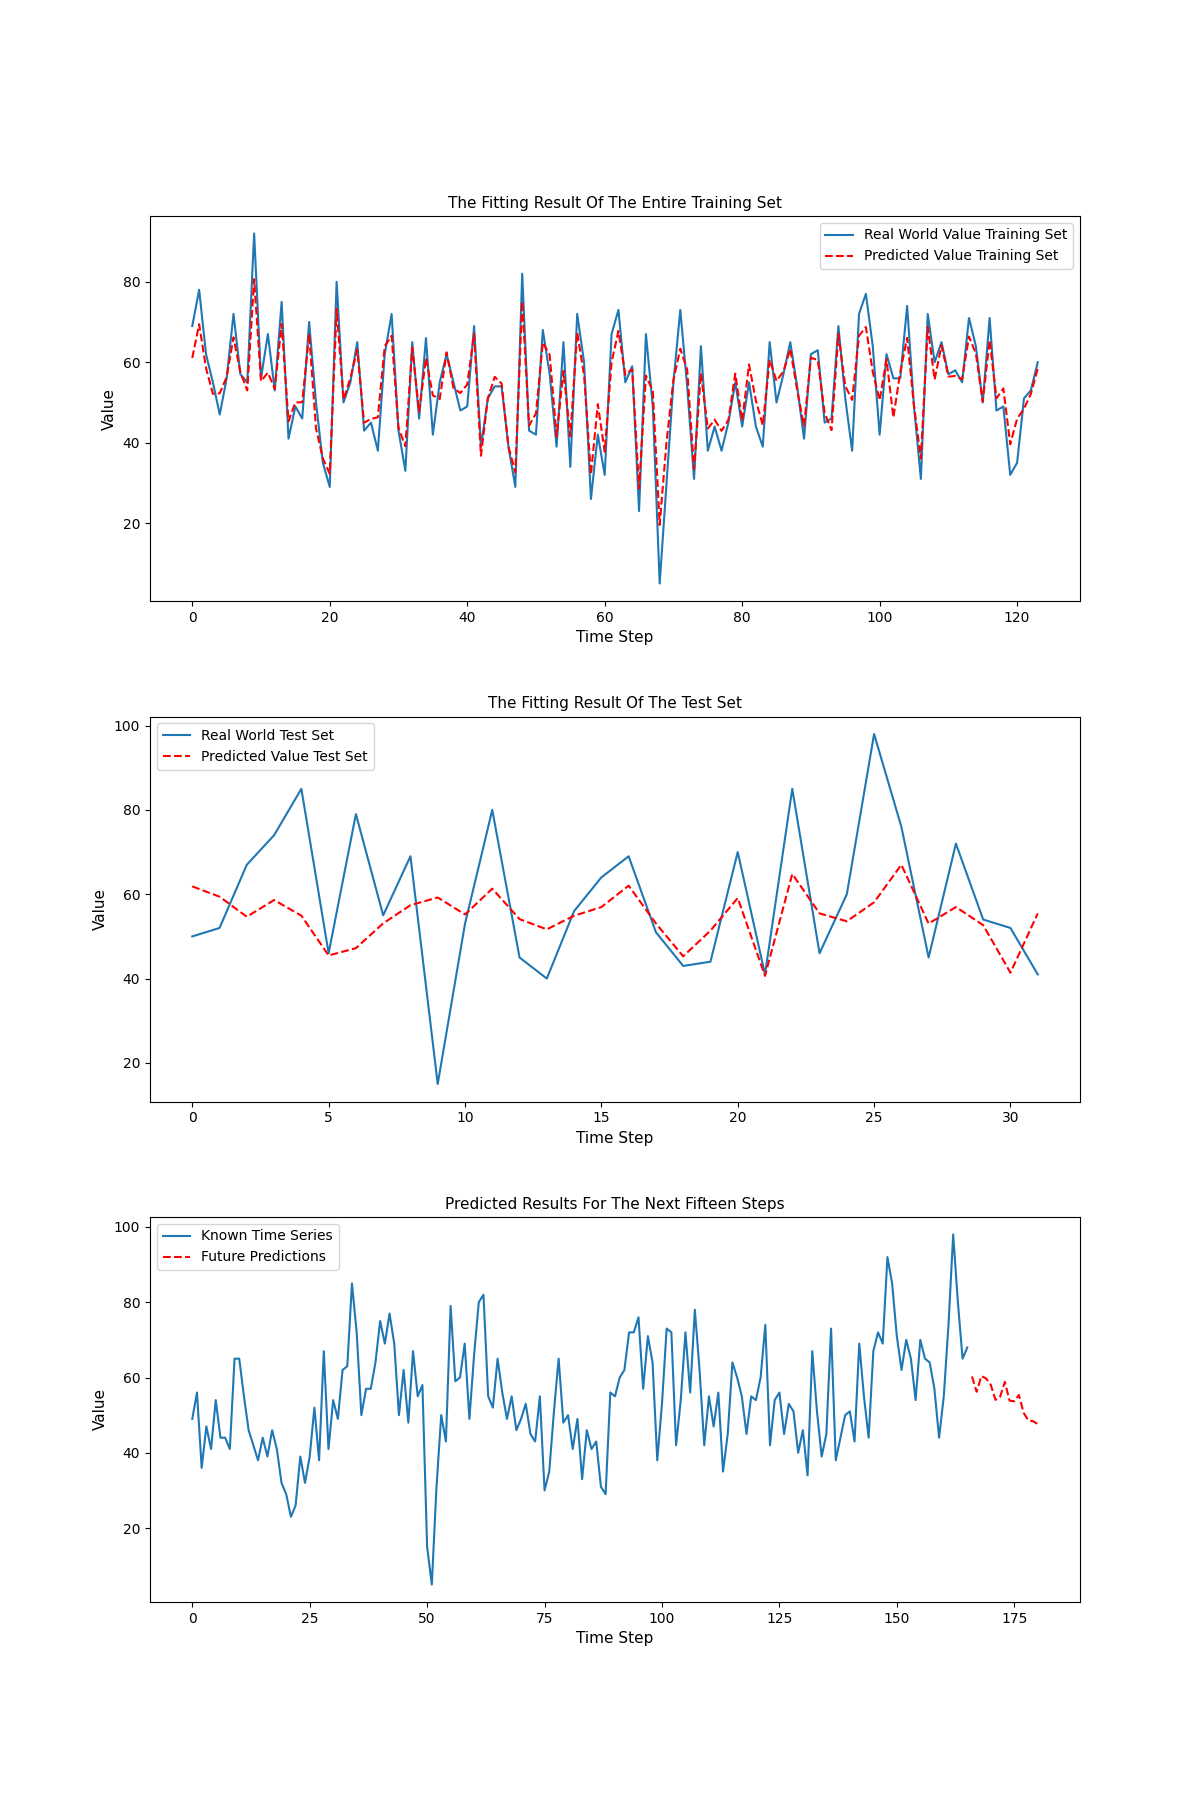 The Fitting Result Of The Entire Training Set
Real World Value Training Set
Predicted Value Training Set
Value
80
60
40
20
0 20 40 60 80 100 120
Time Step
The Fitting Result Of The Test Set
Real World Test Set
Predicted Value Test Set
Value
100
80
60
40
20
0 5 10 15 20 25 30
Time Step
Predicted Results For The Next Fifteen Steps
Known Time Series
Future Predictions
Value
100
80
60
40
20
0 25 50 75 100 125 150 175
Time Step